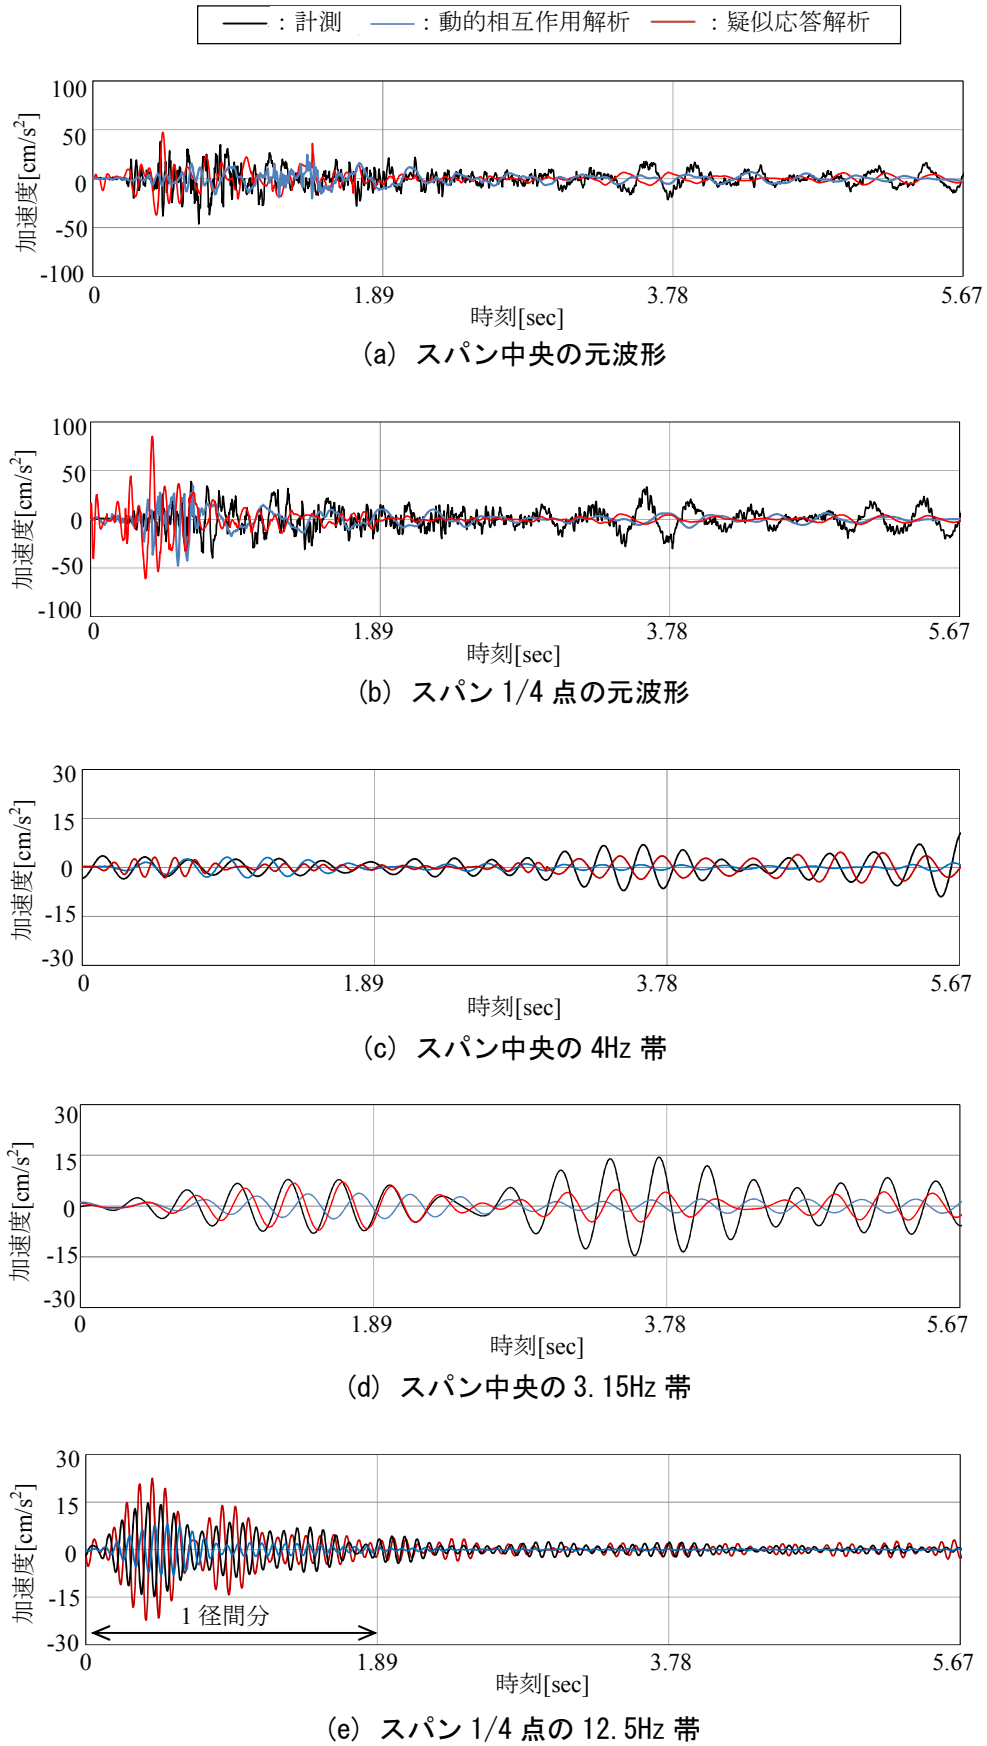 ：計測 ：動的相互作用解析 ：疑似応答解析
100
50
0
-50
-100
加速度[cm/s²]
0 1.89 3.78 5.67
時刻[sec]
(a) スパン中央の元波形
100
50
0
-50
-100
加速度[cm/s²]
0 1.89 3.78 5.67
時刻[sec]
(b) スパン 1/4 点の元波形
30
15
0
-15
-30
加速度[cm/s²]
0 1.89 3.78 5.67
時刻[sec]
(c) スパン中央の 4Hz 帯
30
15
0
-15
-30
加速度[cm/s²]
0 1.89 3.78 5.67
時刻[sec]
(d) スパン中央の 3.15Hz 帯
30
15
0
-15
-30
加速度[cm/s²]
1 径間分
0 1.89 3.78 5.67
時刻[sec]
(e) スパン 1/4 点の 12.5Hz 帯